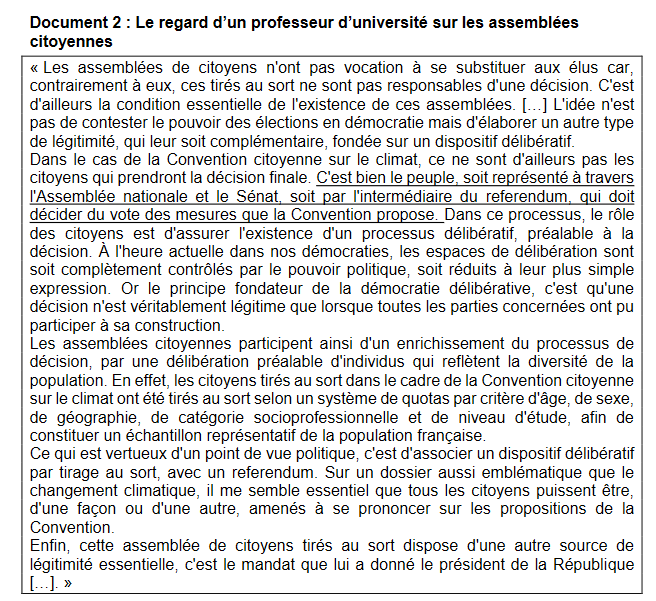 Document 2 : Le regard d’un professeur d’université sur les assemblées
citoyennes
« Les assemblées de citoyens n'ont pas vocation à se substituer aux élus car,
contrairement à eux, ces tirés au sort ne sont pas responsables d'une décision. C'est
d'ailleurs la condition essentielle de l'existence de ces assemblées. […] L'idée n'est
pas de contester le pouvoir des élections en démocratie mais d'élaborer un autre type
de légitimité, qui leur soit complémentaire, fondée sur un dispositif délibératif.
Dans le cas de la Convention citoyenne sur le climat, ce ne sont d'ailleurs pas les
citoyens qui prendront la décision finale. C'est bien le peuple, soit représenté à travers
l'Assemblée nationale et le Sénat, soit par l'intermédiaire du referendum, qui doit
décider du vote des mesures que la Convention propose. Dans ce processus, le rôle
des citoyens est d'assurer l'existence d'un processus délibératif, préalable à la
décision. À l'heure actuelle dans nos démocraties, les espaces de délibération sont
soit complètement contrôlés par le pouvoir politique, soit réduits à leur plus simple
expression. Or le principe fondateur de la démocratie délibérative, c'est qu'une
décision n'est véritablement légitime que lorsque toutes les parties concernées ont pu
participer à sa construction.
Les assemblées citoyennes participent ainsi d'un enrichissement du processus de
décision, par une délibération préalable d'individus qui reflètent la diversité de la
population. En effet, les citoyens tirés au sort dans le cadre de la Convention citoyenne
sur le climat ont été tirés au sort selon un système de quotas par critère d'âge, de sexe,
de géographie, de catégorie socioprofessionnelle et de niveau d'étude, afin de
constituer un échantillon représentatif de la population française.
Ce qui est vertueux d'un point de vue politique, c'est d'associer un dispositif délibératif
par tirage au sort, avec un referendum. Sur un dossier aussi emblématique que le
changement climatique, il me semble essentiel que tous les citoyens puissent être,
d'une façon ou d'une autre, amenés à se prononcer sur les propositions de la
Convention.
Enfin, cette assemblée de citoyens tirés au sort dispose d'une autre source de
légitimité essentielle, c'est le mandat que lui a donné le président de la République
[…]. »